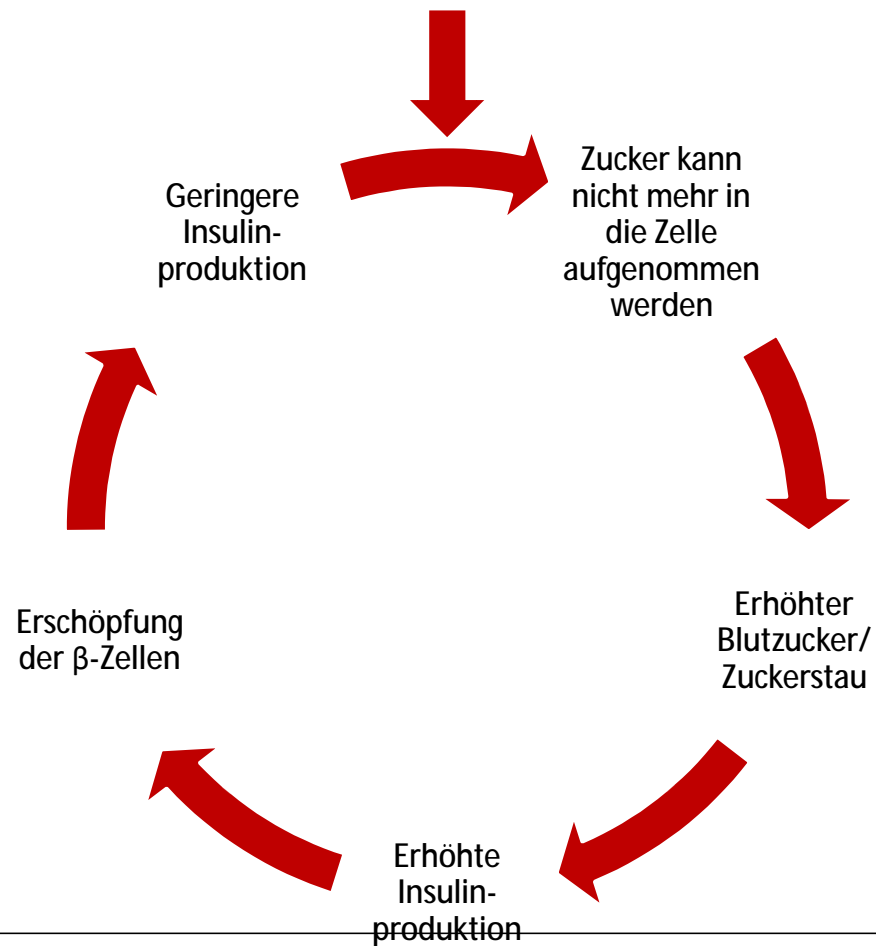 Zucker kann
nicht mehr in
die Zelle
aufgenommen
werden
Erhöhter
Blutzucker/
Zuckerstau
Erhöhte
Insulin-
produktion
Erschöpfung
der β-Zellen
Geringere
Insulin-
produktion